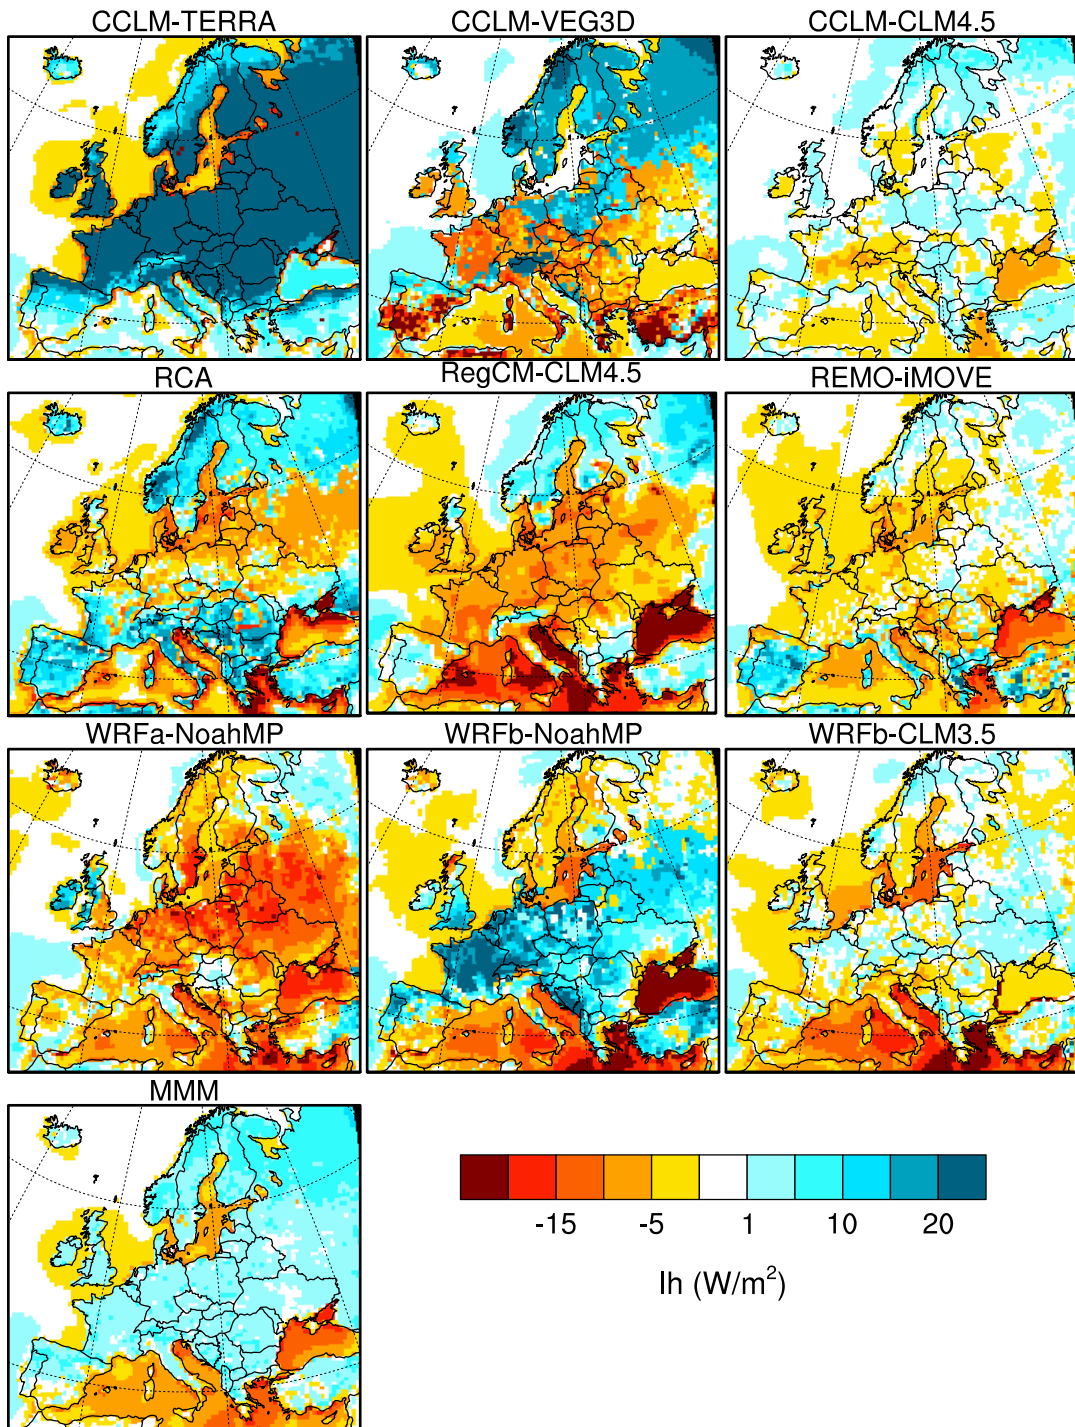 CCLM-TERRA CCLM-VEG3D CCLM-CLM4.5
RCA RegCM-CLM4.5 REMO-iMOVE
WRFa-NoahMP WRFb-NoahMP WRFb-CLM3.5
MMM
-15 -5 1 10 20
lh (W/m²)